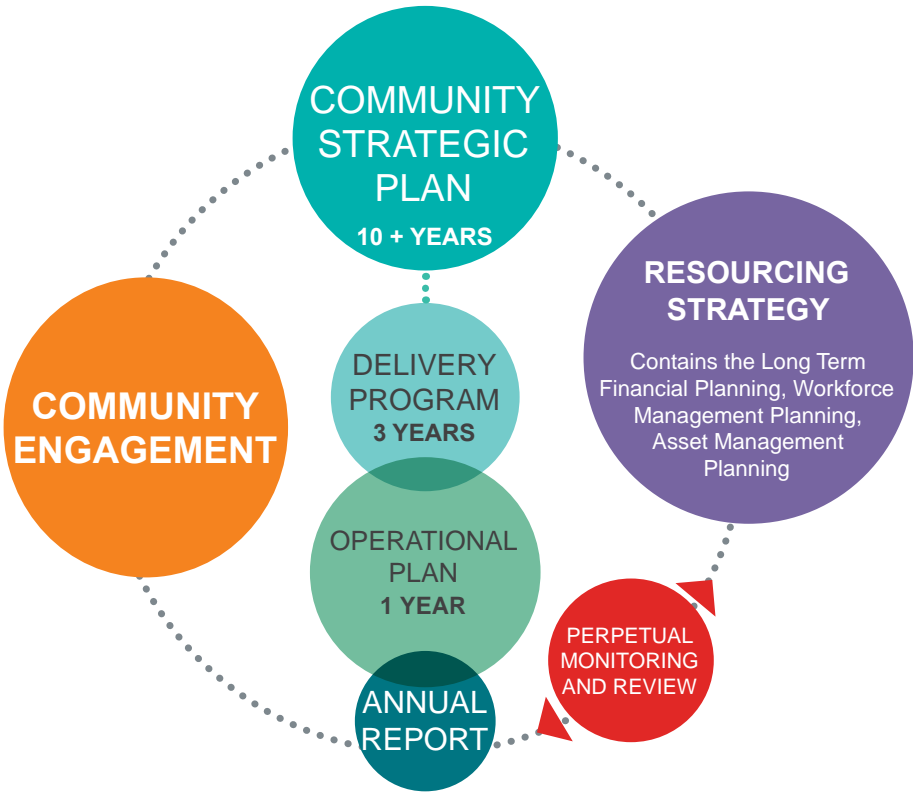 COMMUNITY
STRATEGIC
PLAN
10 + YEARS
RESOURCING
STRATEGY
Contains the Long Term
Financial Planning, Workforce
Management Planning,
Asset Management
Planning
DELIVERY
PROGRAM
3 YEARS
COMMUNITY
ENGAGEMENT
OPERATIONAL
PLAN
1 YEAR
PERPETUAL
MONITORING
AND REVIEW
ANNUAL
REPORT